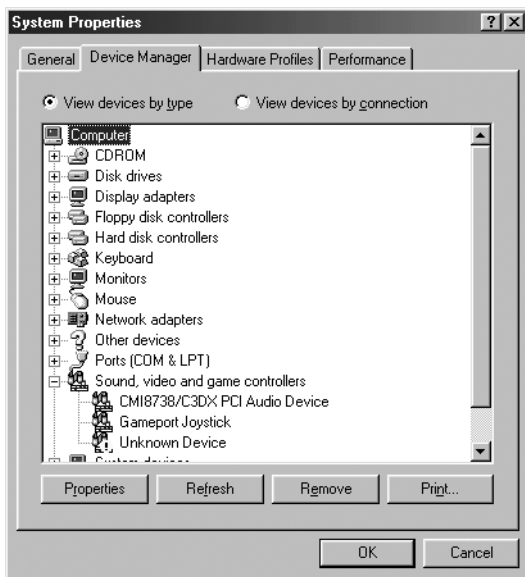 System Properties
General Device Manager Hardware Profiles Performance
View devices by type View devices by connection
Computer
CDROM
Disk drives
Display adapters
Floppy disk controllers
Hard disk controllers
Keyboard
Monitors
Mouse
Network adapters
Other devices
Ports (COM & LPT)
Sound, video and game controllers
CMI8738/C3DX PCI Audio Device
Gameport Joystick
Unknown Device
System devices
Properties Refresh Remove Print...
OK Cancel